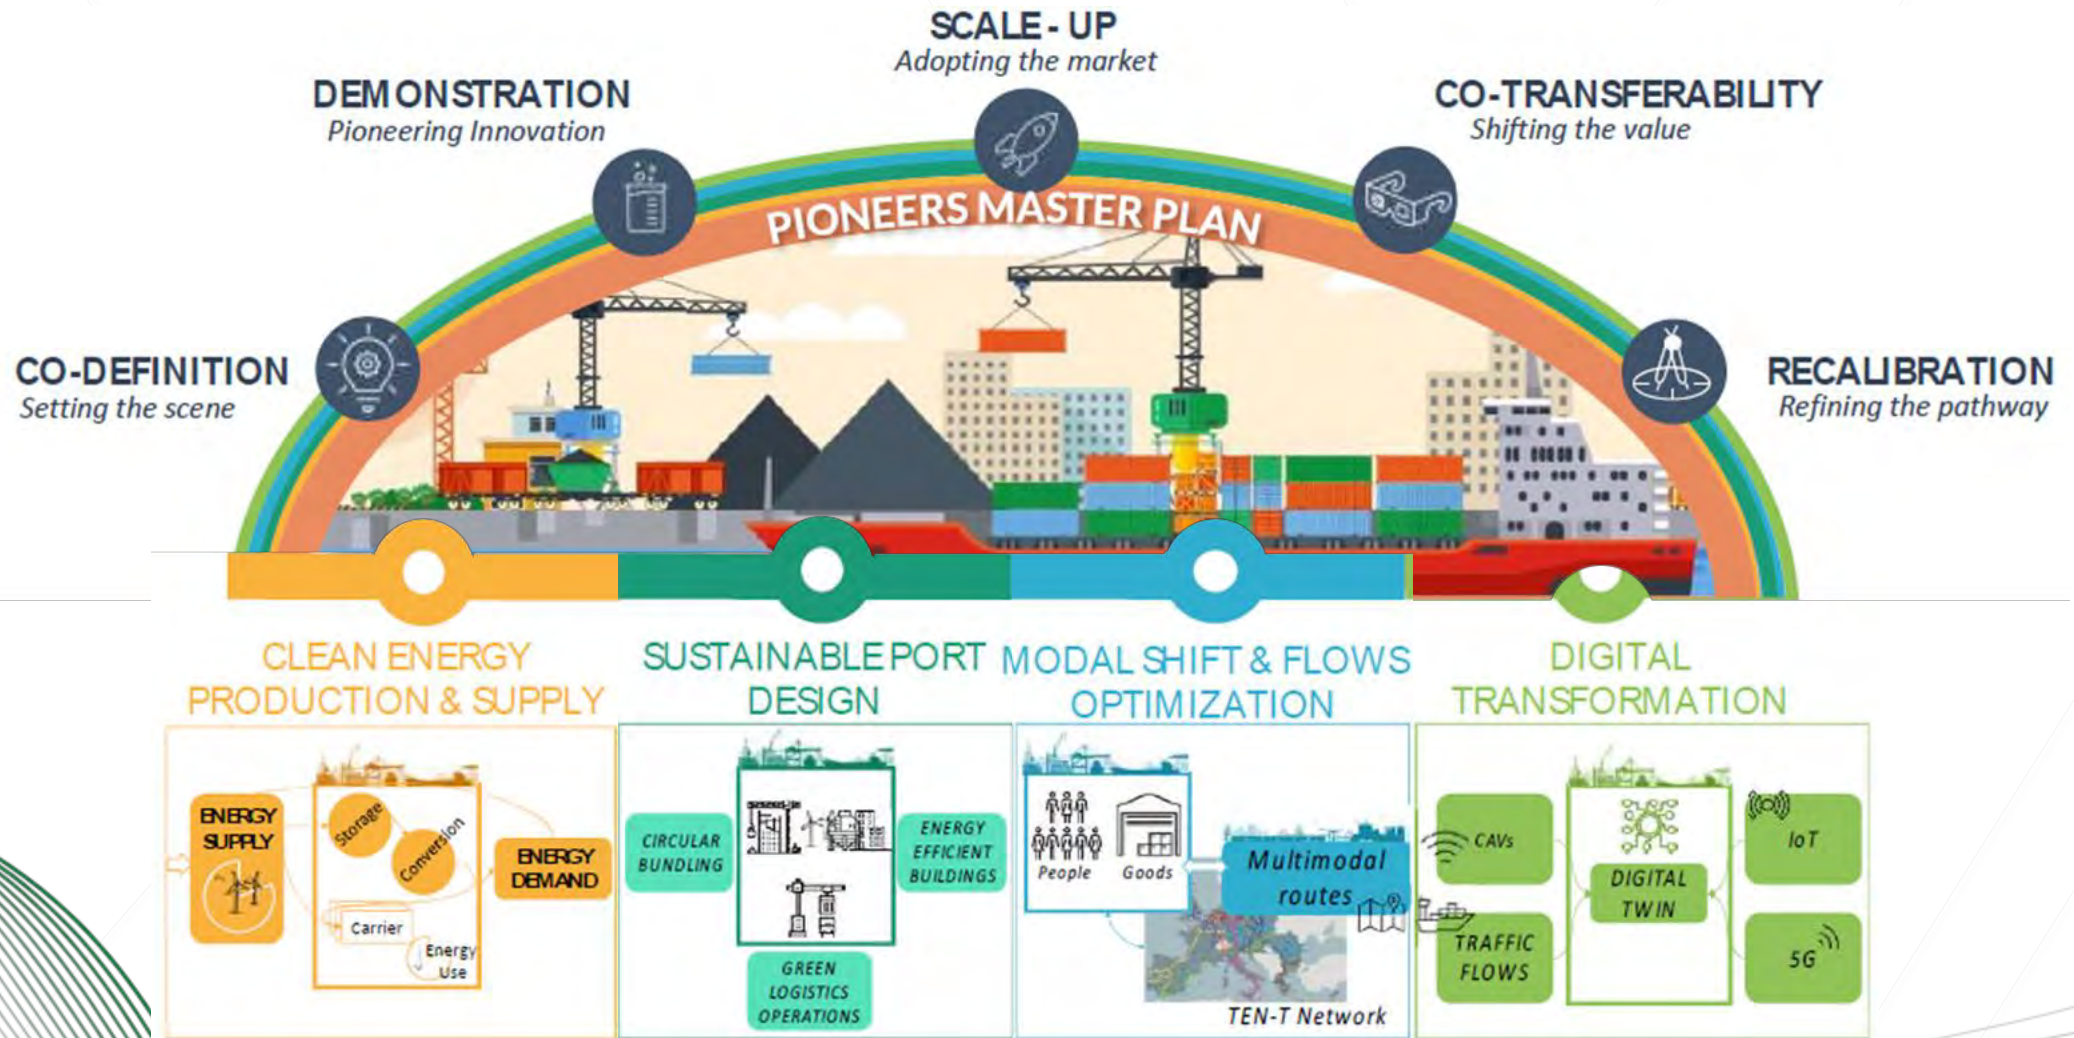 SCALE - UP
Adopting the market
DEMONSTRATION
Pioneering Innovation
CO-TRANSFERABILITY
Shifting the value
PIONEERS MASTER PLAN
CO-DEFINITION
Setting the scene
RECALIBRATION
Refining the pathway
CLEAN ENERGY
PRODUCTION & SUPPLY
ENERGY
SUPPLY
Storage
Conversion
Carrier
Energy
Use
ENERGY
DEMAND
SUSTAINABLE PORT
DESIGN
CIRCULAR
BUNDLING
ENERGY
EFFICIENT
BUILDINGS
GREEN
LOGISTICS
OPERATIONS
MODAL SHIFT & FLOWS
OPTIMIZATION
People
Goods
Multimodal
routes
TEN-T Network
DIGITAL
TRANSFORMATION
CAVs
IoT
DIGITAL
TWIN
TRAFFIC
FLOWS
5G